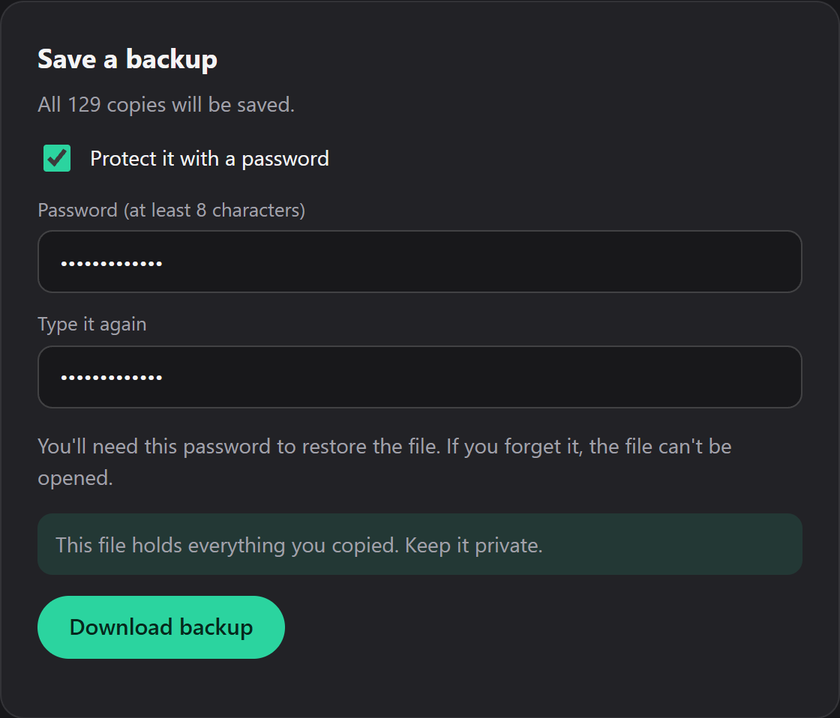 Save a backup
All 129 copies will be saved.
Protect it with a password
Password (at least 8 characters)
•••••••••••••
Type it again
•••••••••••••
You'll need this password to restore the file. If you forget it, the file can't be
opened.
This file holds everything you copied. Keep it private.
Download backup